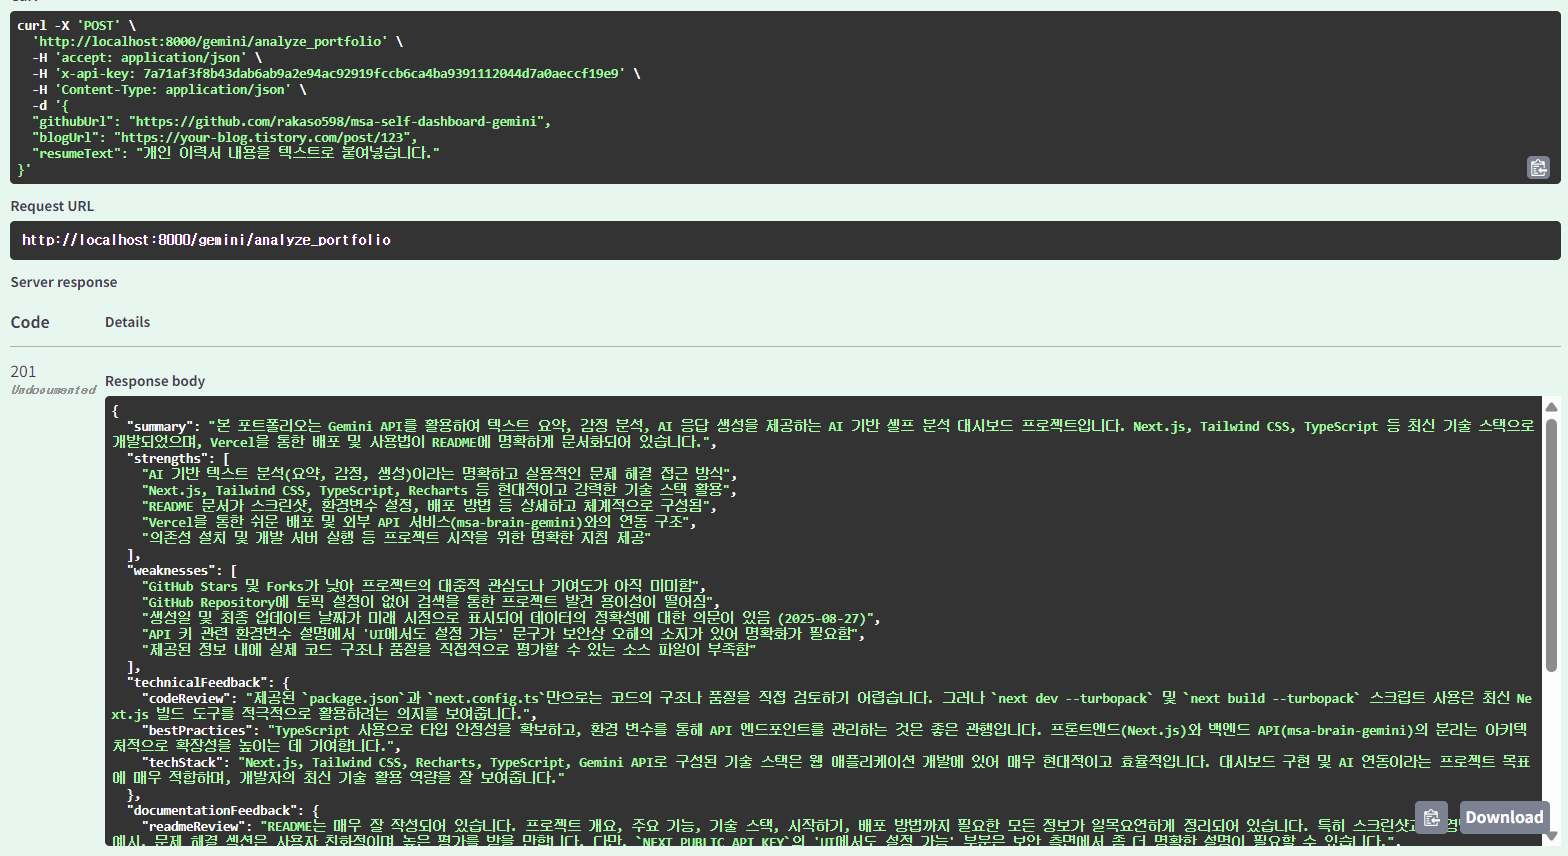 curl -X 'POST' \
'http://localhost:8000/gemini/analyze_portfolio' \
-H 'accept: application/json' \
-H 'x-api-key: 7a71af3f8b43dab6ab9a2e94ac92919fccb6ca4ba9391112044d7a0aeccf19e9' \
-H 'Content-Type: application/json' \
-d '{
"githubUrl": "https://github.com/rakaso598/msa-self-dashboard-gemini",
"blogUrl": "https://your-blog.tistory.com/post/123",
"resumeText": "개인 이력서 내용을 텍스트로 붙여넣습니다."
}'
Request URL
http://localhost:8000/gemini/analyze_portfolio
Server response
Code Details
201
Undocumented
Response body
{
"summary": "본 포트폴리오는 Gemini API를 활용하여 텍스트 요약, 감정 분석, AI 응답 생성을 제공하는 AI 기반 셀프 분석 대시보드 프로젝트입니다. Next.js, Tailwind CSS, TypeScript 등 최신 기술 스택으로
개발되었으며, Vercel을 통한 배포 및 사용법이 README에 명확하게 문서화되어 있습니다.",
"strengths": [
"AI 기반 텍스트 분석(요약, 감정, 생성)이라는 명확하고 실용적인 문제 해결 접근 방식",
"Next.js, Tailwind CSS, TypeScript, Recharts 등 현대적이고 강력한 기술 스택 활용",
"README 문서가 스크린샷, 환경변수 설정, 배포 방법 등 상세하고 체계적으로 구성됨",
"Vercel을 통한 쉬운 배포 및 외부 API 서비스(msa-brain-gemini)와의 연동 구조",
"의존성 설치 및 개발 서버 실행 등 프로젝트 시작을 위한 명확한 지침 제공"
],
"weaknesses": [
"GitHub Stars 및 Forks가 낮아 프로젝트의 대중적 관심도나 기여도가 아직 미미함",
"GitHub Repository에 토픽 설정이 없어 검색을 통한 프로젝트 발견 용이성이 떨어짐",
"생성일 및 최종 업데이트 날짜가 미래 시점으로 표시되어 데이터의 정확성에 대한 의문이 있음 (2025-08-27)",
"API 키 관련 환경변수 설명에서 'UI에서도 설정 가능' 문구가 보안상 오해의 소지가 있어 명확화가 필요함",
"제공된 정보 내에 실제 코드 구조나 품질을 직접적으로 평가할 수 있는 소스 파일이 부족함"
],
"technicalFeedback": {
"codeReview": "제공된 `package.json`과 `next.config.ts`만으로는 코드의 구조나 품질을 직접 검토하기 어렵습니다. 그러나 `next dev --turbopack` 및 `next build --turbopack` 스크립트 사용은 최신 Ne
xt.js 빌드 도구를 적극적으로 활용하려는 의지를 보여줍니다.",
"bestPractices": "TypeScript 사용으로 타입 안정성을 확보하고, 환경 변수를 통해 API 엔드포인트를 관리하는 것은 좋은 관행입니다. 프론트엔드(Next.js)와 백엔드 API(msa-brain-gemini)의 분리는 아키텍
처적으로 확장성을 높이는 데 기여합니다.",
"techStack": "Next.js, Tailwind CSS, Recharts, TypeScript, Gemini API로 구성된 기술 스택은 웹 애플리케이션 개발에 있어 매우 현대적이고 효율적입니다. 대시보드 구현 및 AI 연동이라는 프로젝트 목표
에 매우 적합하며, 개발자의 최신 기술 활용 역량을 잘 보여줍니다."
},
"documentationFeedback": {
"readmeReview": "README는 매우 잘 작성되어 있습니다. 프로젝트 개요, 주요 기능, 기술 스택, 시작하기, 배포 방법까지 필요한 모든 정보가 일목요연하게 정리되어 있습니다. 특히 스크린샷과
Download
예시, 문제 해결 섹션은 사용자 친화적이며 높은 평가를 받을 만합니다. 다만, `NEXT_PUBLIC_API_KEY`의 'UI에서도 설정 가능' 부분은 보안 측면에서 좀 더 명확한 설명이 필요할 수 있습니다.